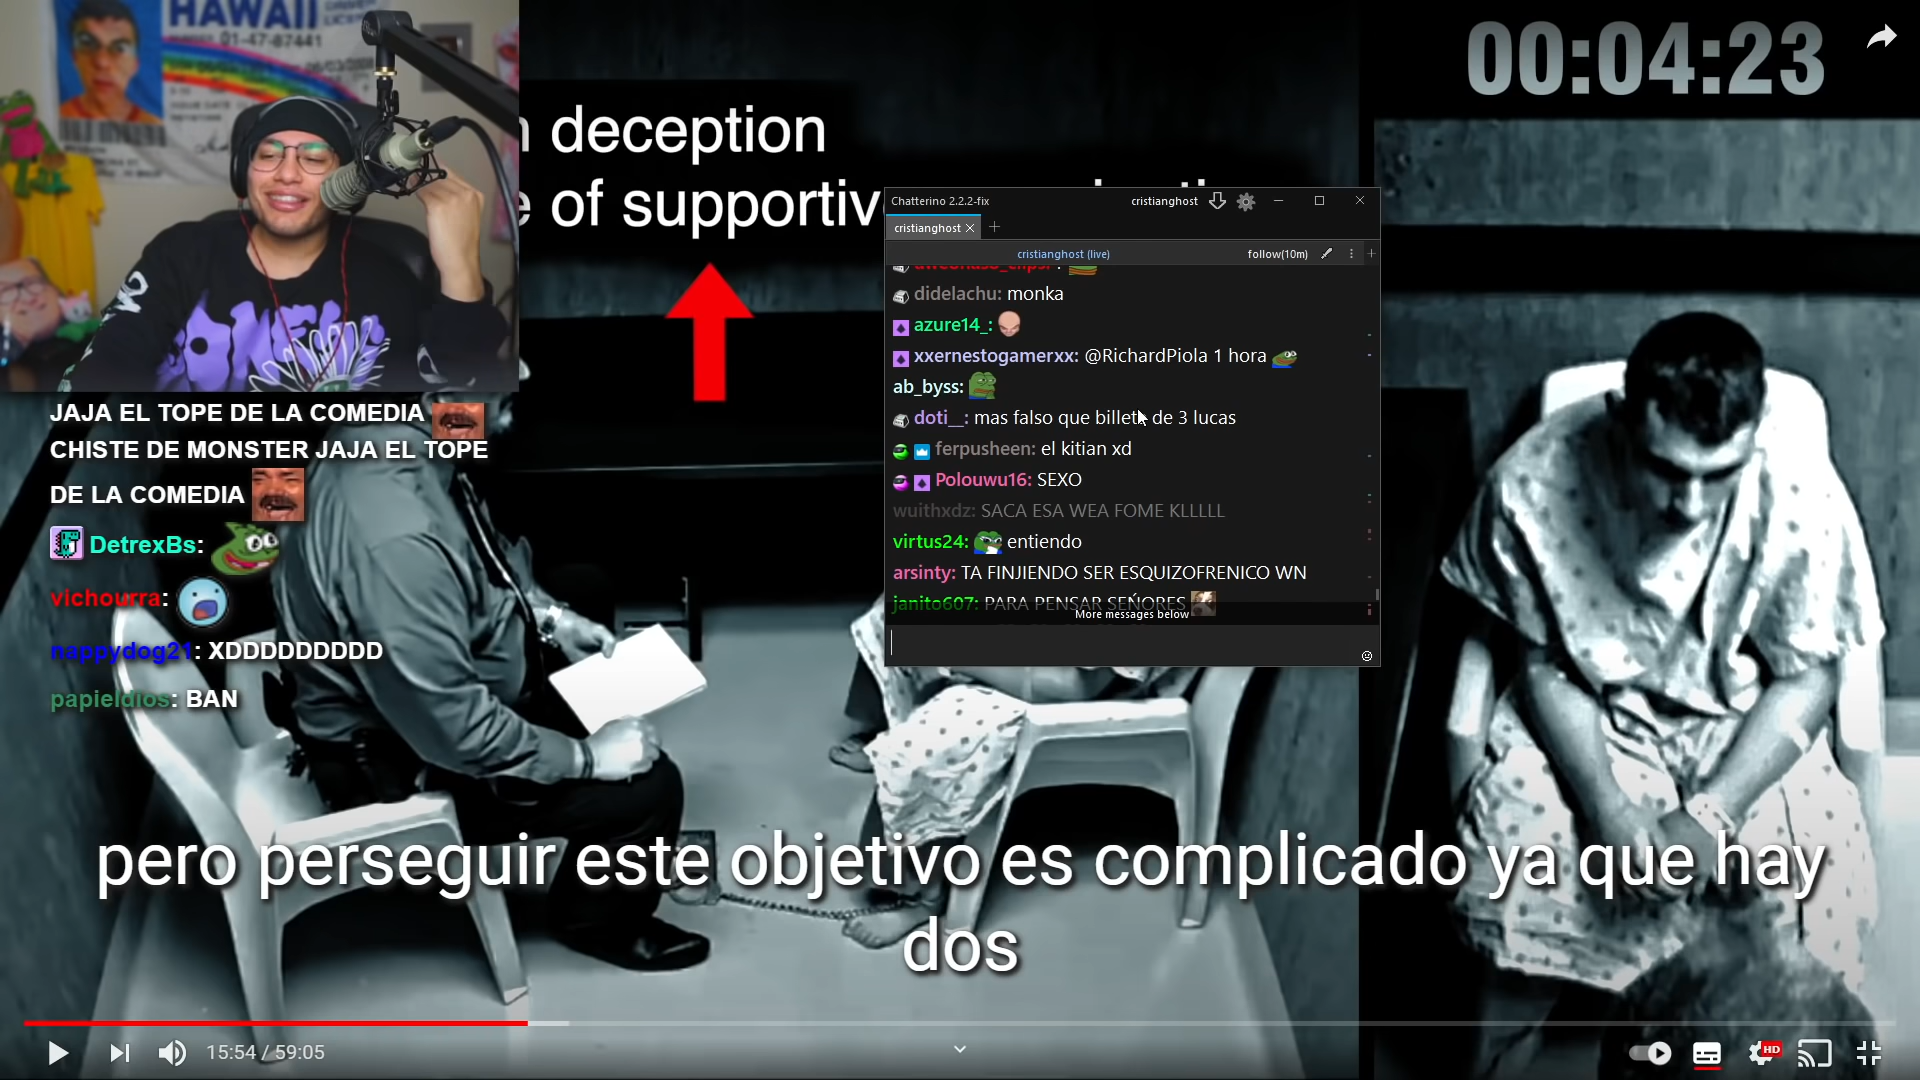 HAWAII
01-47-87441
deception
of supportiv
00:04:23
JAJA EL TOPE DE LA COMEDIA
CHISTE DE MONSTER JAJA EL TOPE
DE LA COMEDIA
DetrexBs:
vichourra:
nappydog21: XDDDDDDDDD
papieldios: BAN
Chatterino 2.2.2-fix
cristianghost
cristianghost
cristianghost (live)
follow(10m)
didelachu: monka
azure14_:
xxernestogamerxx: @RichardPiola 1 hora
ab_byss:
doti__: mas falso que billete de 3 lucas
ferpusheen: el kitian xd
Polouwu16: SEXO
wuithxdz: SACA ESA WEA FOME KLLLLL
virtus24: entiendo
arsinty: TA FINJIENDO SER ESQUIZOFRENICO WN
janito607: PARA PENSAR SEÑORES
More messages below
pero perseguir este objetivo es complicado ya que hay
dos
15:54 / 59:05
HD